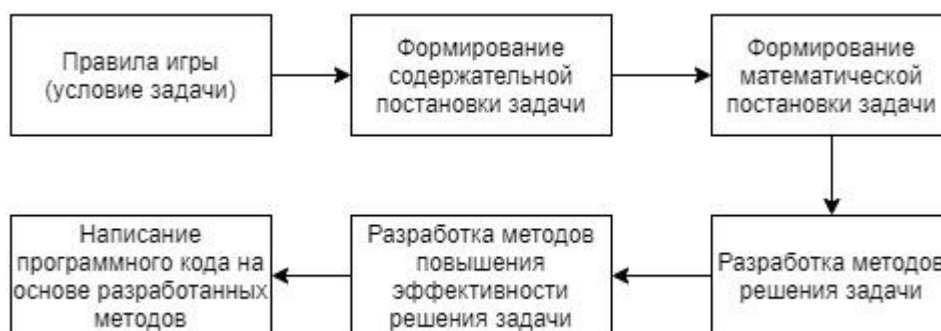 Правила игры
(условие задачи)
Формирование
содержательной
постановки задачи
Формирование
математической
постановки задачи
Разработка методов
решения задачи
Разработка методов
повышения
эффективности
решения задачи
Написание
программного кода на
основе разработанных
методов